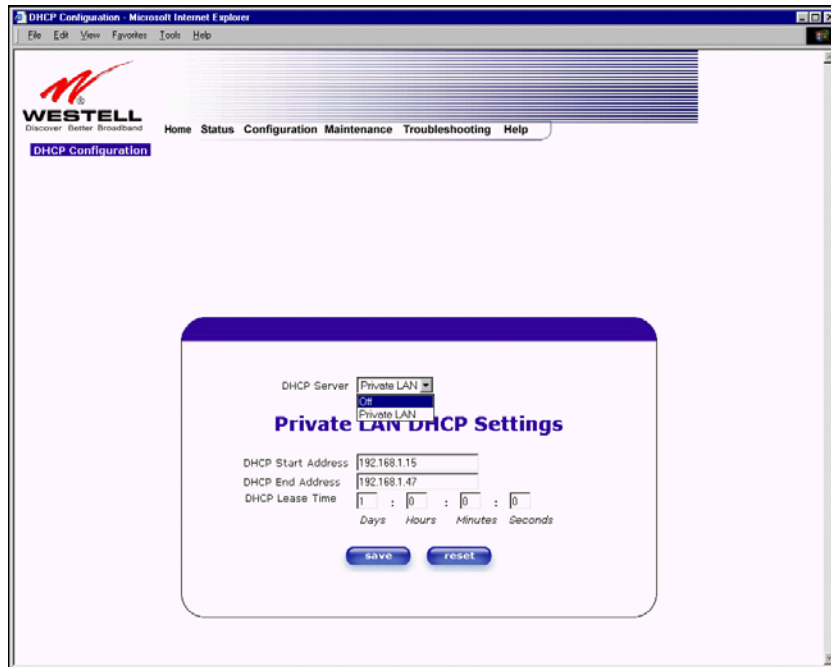 DHCP Configuration - Microsoft Internet Explorer
File Edit View Favorites Tools Help
WESTELL
Discover Better Broadband
Home Status Configuration Maintenance Troubleshooting Help
DHCP Configuration
DHCP Server Private LAN
Off
Private LAN
Private LAN DHCP Settings
DHCP Start Address 192.168.1.15
DHCP End Address 192.168.1.47
DHCP Lease Time 1 : 0 : 0 : 0
Days Hours Minutes Seconds
save reset